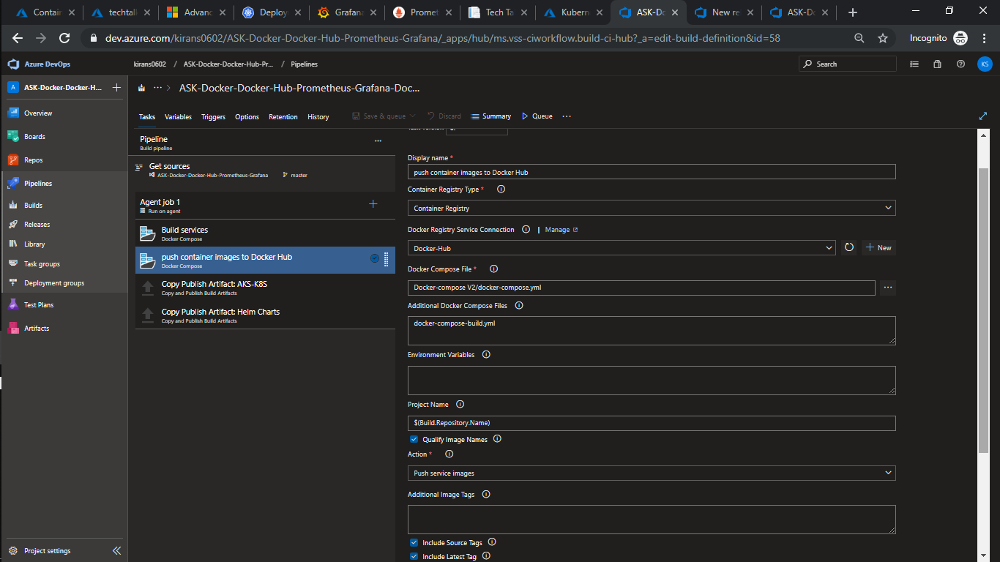 Contain
techtal
Advanc
Deploy
Grafana
Promet
Tech Ta
Kubern
ASK-Do
New re
ASK-Do
dev.azure.com/kirans0602/ASK-Docker-Docker-Hub-Prometheus-Grafana/_apps/hub/ms.vss-ciworkflow.build-ci-hub?_a=edit-build-definition&id=58
Incognito
Azure DevOps
kirans0602 / ASK-Docker-Docker-Hub-Pr... / Pipelines
Search
KS
A ASK-Docker-Docker-H...
Overview
Boards
Repos
Pipelines
Builds
Releases
Library
Task groups
Deployment groups
Test Plans
Artifacts
Project settings
ASK-Docker-Docker-Hub-Prometheus-Grafana-Doc...
Tasks Variables Triggers Options Retention History
Save & queue Discard Summary Queue
Pipeline
Build pipeline
Get sources
ASK-Docker-Docker-Hub-Prometheus-Grafana master
Agent job 1
Run on agent
Build services
Docker Compose
push container images to Docker Hub
Docker Compose
Copy Publish Artifact: AKS-K8S
Copy and Publish Build Artifacts
Copy Publish Artifact: Helm Charts
Copy and Publish Build Artifacts
Display name *
push container images to Docker Hub
Container Registry Type *
Container Registry
Docker Registry Service Connection | Manage
Docker-Hub
New
Docker Compose File *
Docker-compose V2/docker-compose.yml
Additional Docker Compose Files
docker-compose-build.yml
Environment Variables
Project Name
$(Build.Repository.Name)
Qualify Image Names
Action *
Push service images
Additional Image Tags
Include Source Tags
Include Latest Tag